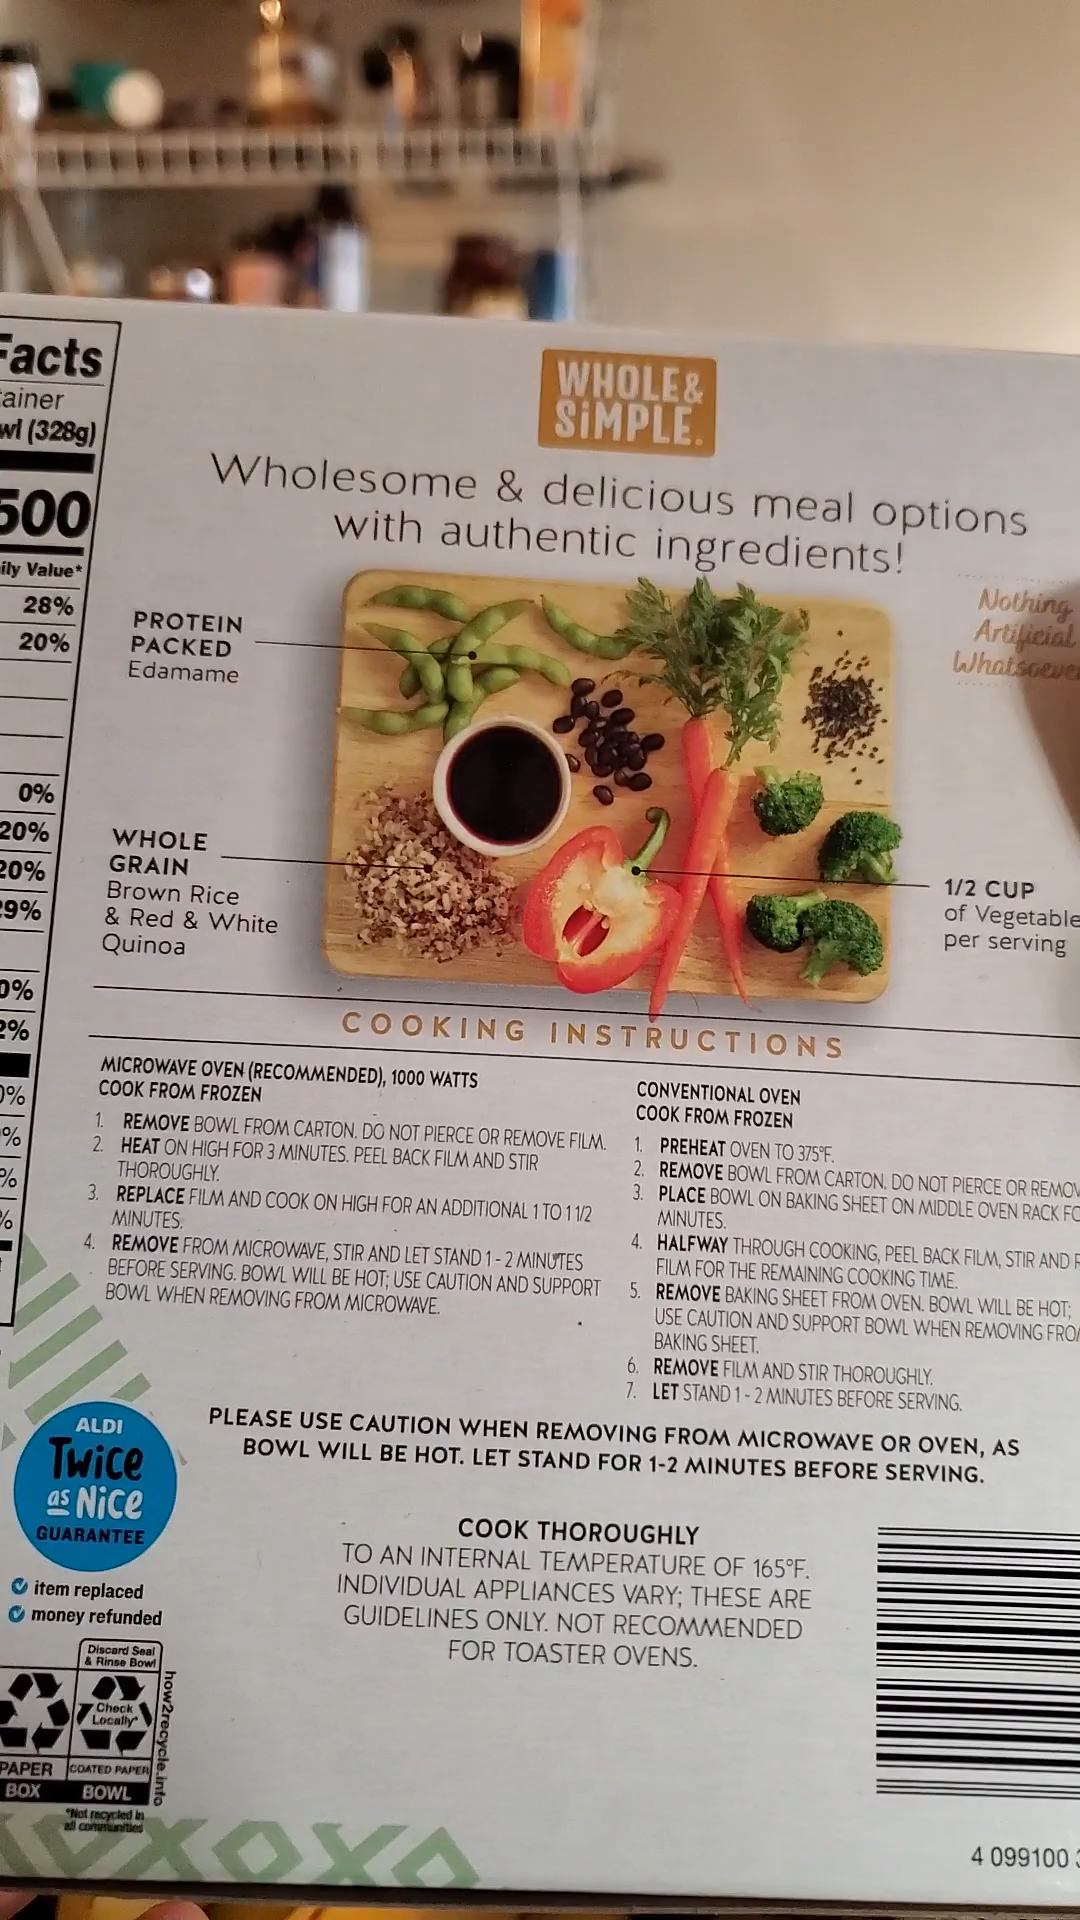 Facts
wl (328g)
500
Value*
28%
20%
0%
20%
20%
WHOLE&
SiMPLE.
Wholesome & delicious meal options
with authentic ingredients!
Nothing
Artificial
PROTEIN
PACKED
Edamame
WHOLE
GRAIN
Brown Rice
& Red & White
Quinoa
1/2 CUP
of Vegetable
per serving
COOKING INSTRUCTIONS
MICROWAVE OVEN (RECOMMENDED), 1000 WATTS
COOK FROM FROZEN
1. REMOVE BOWL FROM CARTON. DO NOT PIERCE OR REMOVE FILM.
2. HEAT ON HIGH FOR 3 MINUTES. PEEL BACK FILM AND STIR
THOROUGHLY.
3. REPLACE FILM AND COOK ON HIGH FOR AN ADDITIONAL 1 TO 1 1/2
MINUTES.
4. REMOVE FROM MICROWAVE, STIR AND LET STAND 1 - 2 MINUTES
BEFORE SERVING. BOWL WILL BE HOT; USE CAUTION AND SUPPORT
BOWL WHEN REMOVING FROM MICROWAVE.
CONVENTIONAL OVEN
COOK FROM FROZEN
1. PREHEAT OVEN TO 375°F.
2. REMOVE BOWL FROM CARTON. DO NOT PIERCE OR REMOV
3. PLACE BOWL ON BAKING SHEET ON MIDDLE OVEN RACK FO
MINUTES.
4. HALFWAY THROUGH COOKING, PEEL BACK FILM, STIR AND R
FILM FOR THE REMAINING COOKING TIME.
5. REMOVE BAKING SHEET FROM OVEN. BOWL WILL BE HOT;
USE CAUTION AND SUPPORT BOWL WHEN REMOVING FRO
BAKING SHEET.
6. REMOVE FILM AND STIR THOROUGHLY.
7. LET STAND 1 - 2 MINUTES BEFORE SERVING.
PLEASE USE CAUTION WHEN REMOVING FROM MICROWAVE OR OVEN, AS
BOWL WILL BE HOT. LET STAND FOR 1-2 MINUTES BEFORE SERVING.
COOK THOROUGHLY
TO AN INTERNAL TEMPERATURE OF 165°F.
INDIVIDUAL APPLIANCES VARY; THESE ARE
GUIDELINES ONLY. NOT RECOMMENDED
FOR TOASTER OVENS.
ALDI
Twice
as Nice
GUARANTEE
item replaced
money refunded
Discard Seal
& Rinse Bowl
Check
Locally*
PAPER
BOX
COATED PAPER
BOWL
*Not recycled in
all communities
how2recycle.info
4 099100